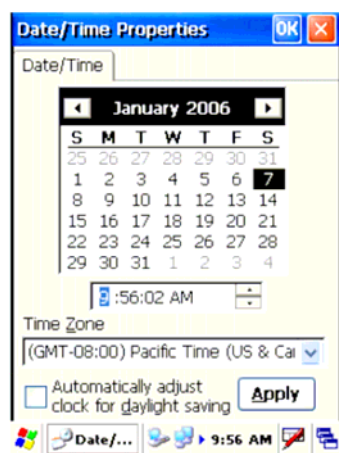 Date/Time Properties OK
Date/Time
January 2006
S M T W T F S
25 26 27 28 29 30 31
1 2 3 4 5 6 7
8 9 10 11 12 13 14
15 16 17 18 19 20 21
22 23 24 25 26 27 28
29 30 31 1 2 3 4
9 :56:02 AM
Time Zone
(GMT-08:00) Pacific Time (US & Ca
Automatically adjust
clock for daylight saving
Apply
Date/... 9:56 AM